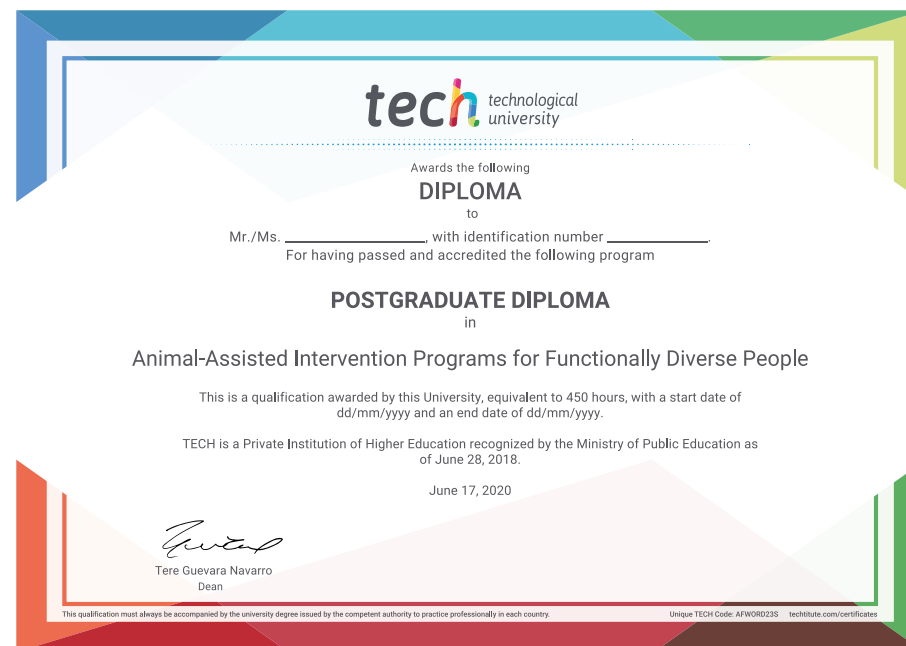 tech technological
university
Awards the following
DIPLOMA
to
Mr./Ms. ____________, with identification number ____________.
For having passed and accredited the following program
POSTGRADUATE DIPLOMA
in
Animal-Assisted Intervention Programs for Functionally Diverse People
This is a qualification awarded by this University, equivalent to 450 hours, with a start date of
dd/mm/yyyy and an end date of dd/mm/yyyy.
TECH is a Private Institution of Higher Education recognized by the Ministry of Public Education as
of June 28, 2018.
June 17, 2020
Tere Guevara Navarro
Dean
This qualification must always be accompanied by the university degree issued by the competent authority to practice professionally in each country. Unique TECH Code: AFWORD23S techtitute.com/certificates